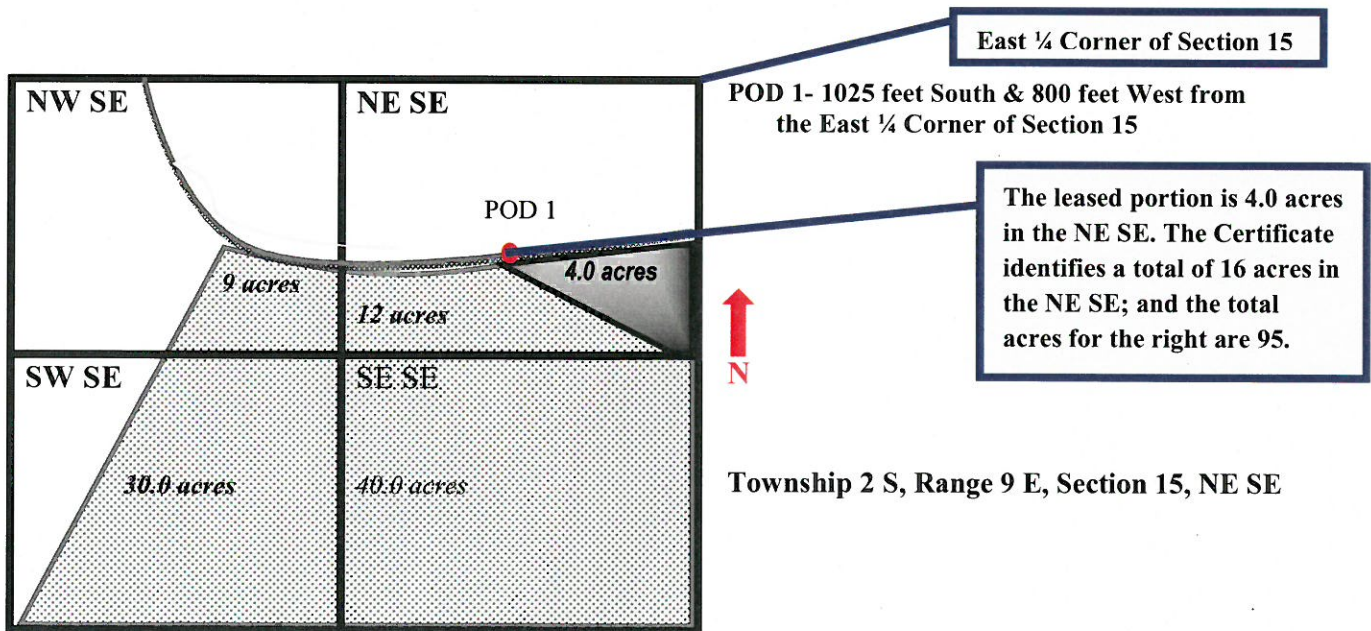 East ¼ Corner of Section 15
NW SE
NE SE
POD 1- 1025 feet South & 800 feet West from
the East ¼ Corner of Section 15
POD 1
The leased portion is 4.0 acres
in the NE SE. The Certificate
identifies a total of 16 acres in
the NE SE; and the total
acres for the right are 95.
4.0 acres
9 acres
12 acres
N
SW SE
SE SE
30.0 acres
40.0 acres
Township 2 S, Range 9 E, Section 15, NE SE